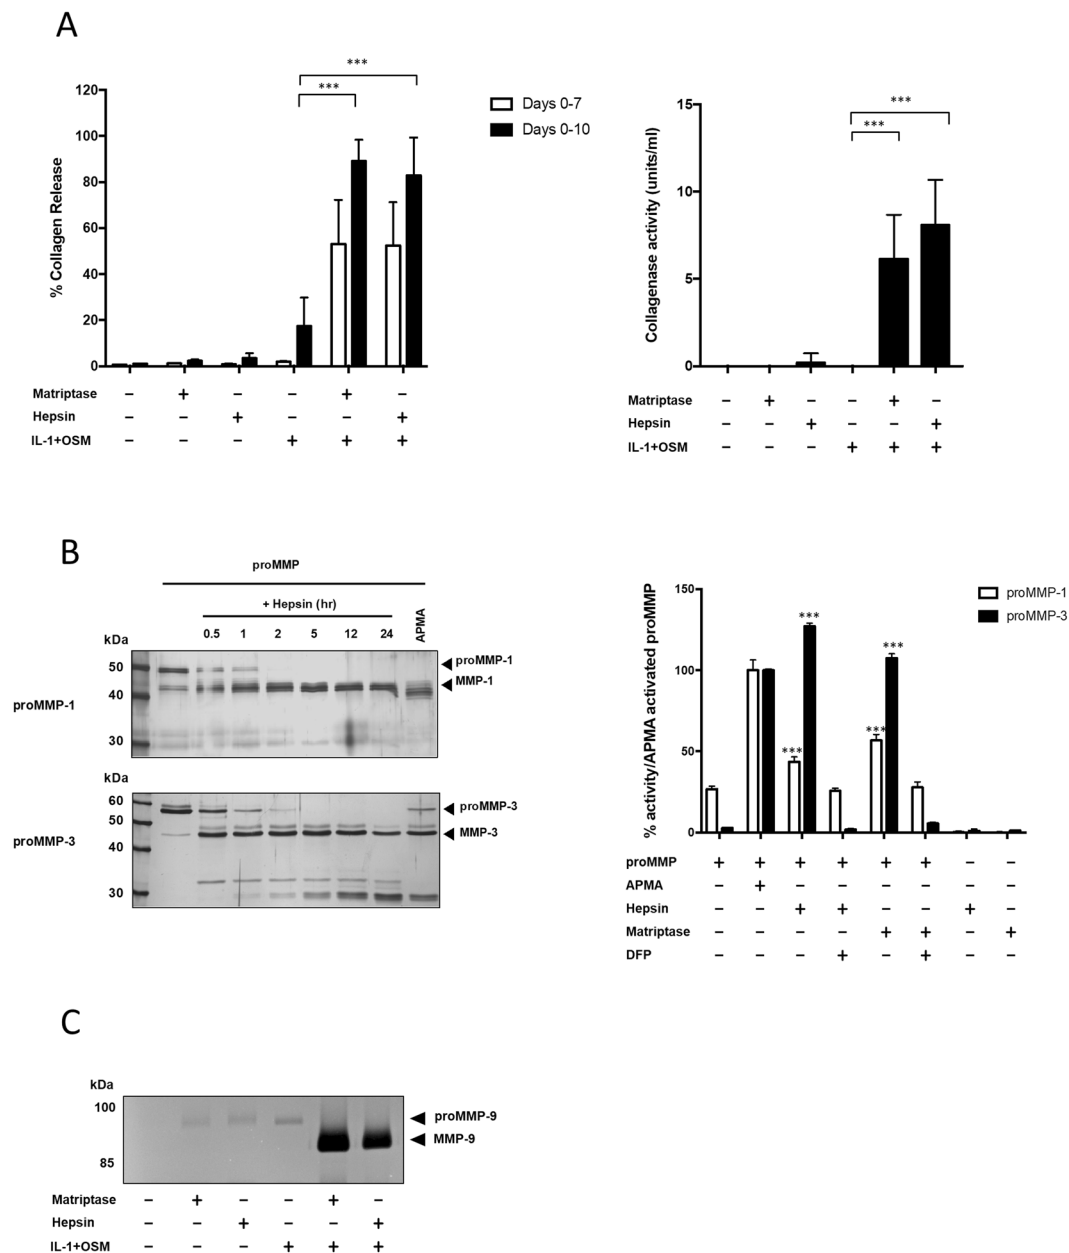 A
***
***
120
100
80
60
40
20
0
% Collagen Release
Days 0-7
Days 0-10
Matriptase – + – – + –
Hepsin – – + – – +
IL-1+OSM – – – + + +
***
***
15
10
5
0
Collagenase activity (units/ml)
Matriptase – + – – + –
Hepsin – – + – – +
IL-1+OSM – – – + + +
B
proMMP
+ Hepsin (hr)
0.5 1 2 5 12 24 APMA
kDa
50
40
30
proMMP-1
proMMP-1
MMP-1
kDa
60
50
40
30
proMMP-3
proMMP-3
MMP-3
150
100
50
0
% activity/APMA activated proMMP
***
***
***
***
proMMP-1
proMMP-3
proMMP + + + + + + – –
APMA – + – – – – – –
Hepsin – – + + – – + –
Matriptase – – – – + + – +
DFP – – – + – + – –
C
kDa
100
85
proMMP-9
MMP-9
Matriptase – + – – + –
Hepsin – – + – – +
IL-1+OSM – – – + + +